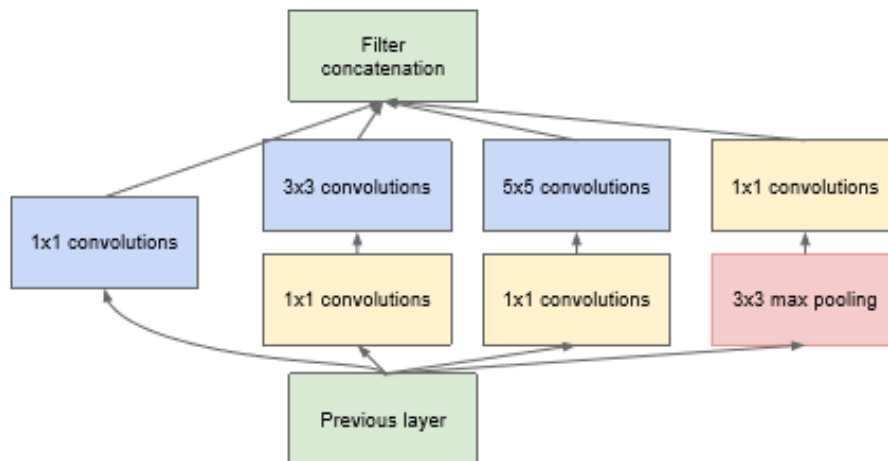 Filter
concatenation
3x3 convolutions
5x5 convolutions
1x1 convolutions
1x1 convolutions
1x1 convolutions
1x1 convolutions
3x3 max pooling
Previous layer